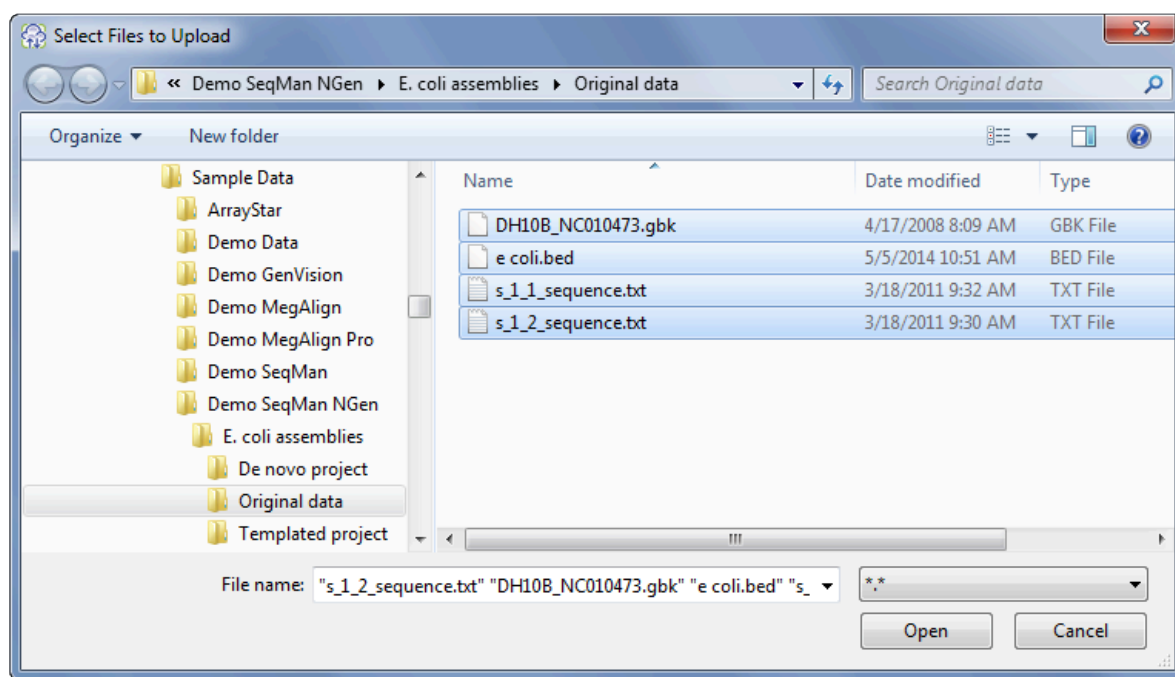 Select Files to Upload
x
« Demo SeqMan NGen E. coli assemblies Original data Search Original data
Organize New folder ?
Sample Data
ArrayStar
Demo Data
Demo GenVision
Demo MegAlign
Demo MegAlign Pro
Demo SeqMan
Demo SeqMan NGen
E. coli assemblies
De novo project
Original data
Templated project
Name Date modified Type
DH10B_NC010473.gbk 4/17/2008 8:09 AM GBK File
e coli.bed 5/5/2014 10:51 AM BED File
s_1_1_sequence.txt 3/18/2011 9:32 AM TXT File
s_1_2_sequence.txt 3/18/2011 9:30 AM TXT File
File name: "s_1_2_sequence.txt" "DH10B_NC010473.gbk" "e coli.bed" "s_ *.*
Open Cancel